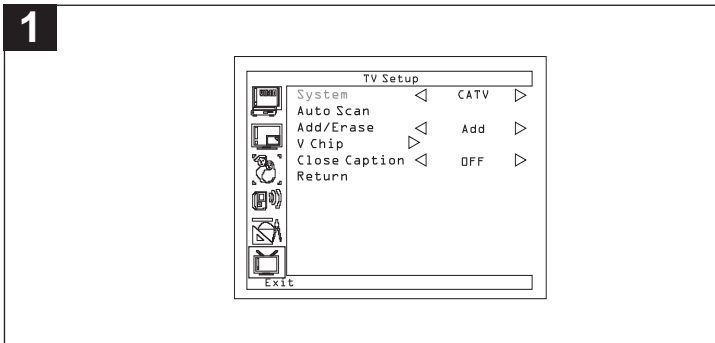 1
TV Setup
System CATV
Auto Scan
Add/Erase Add
V Chip
Close Caption OFF
Return
Exit